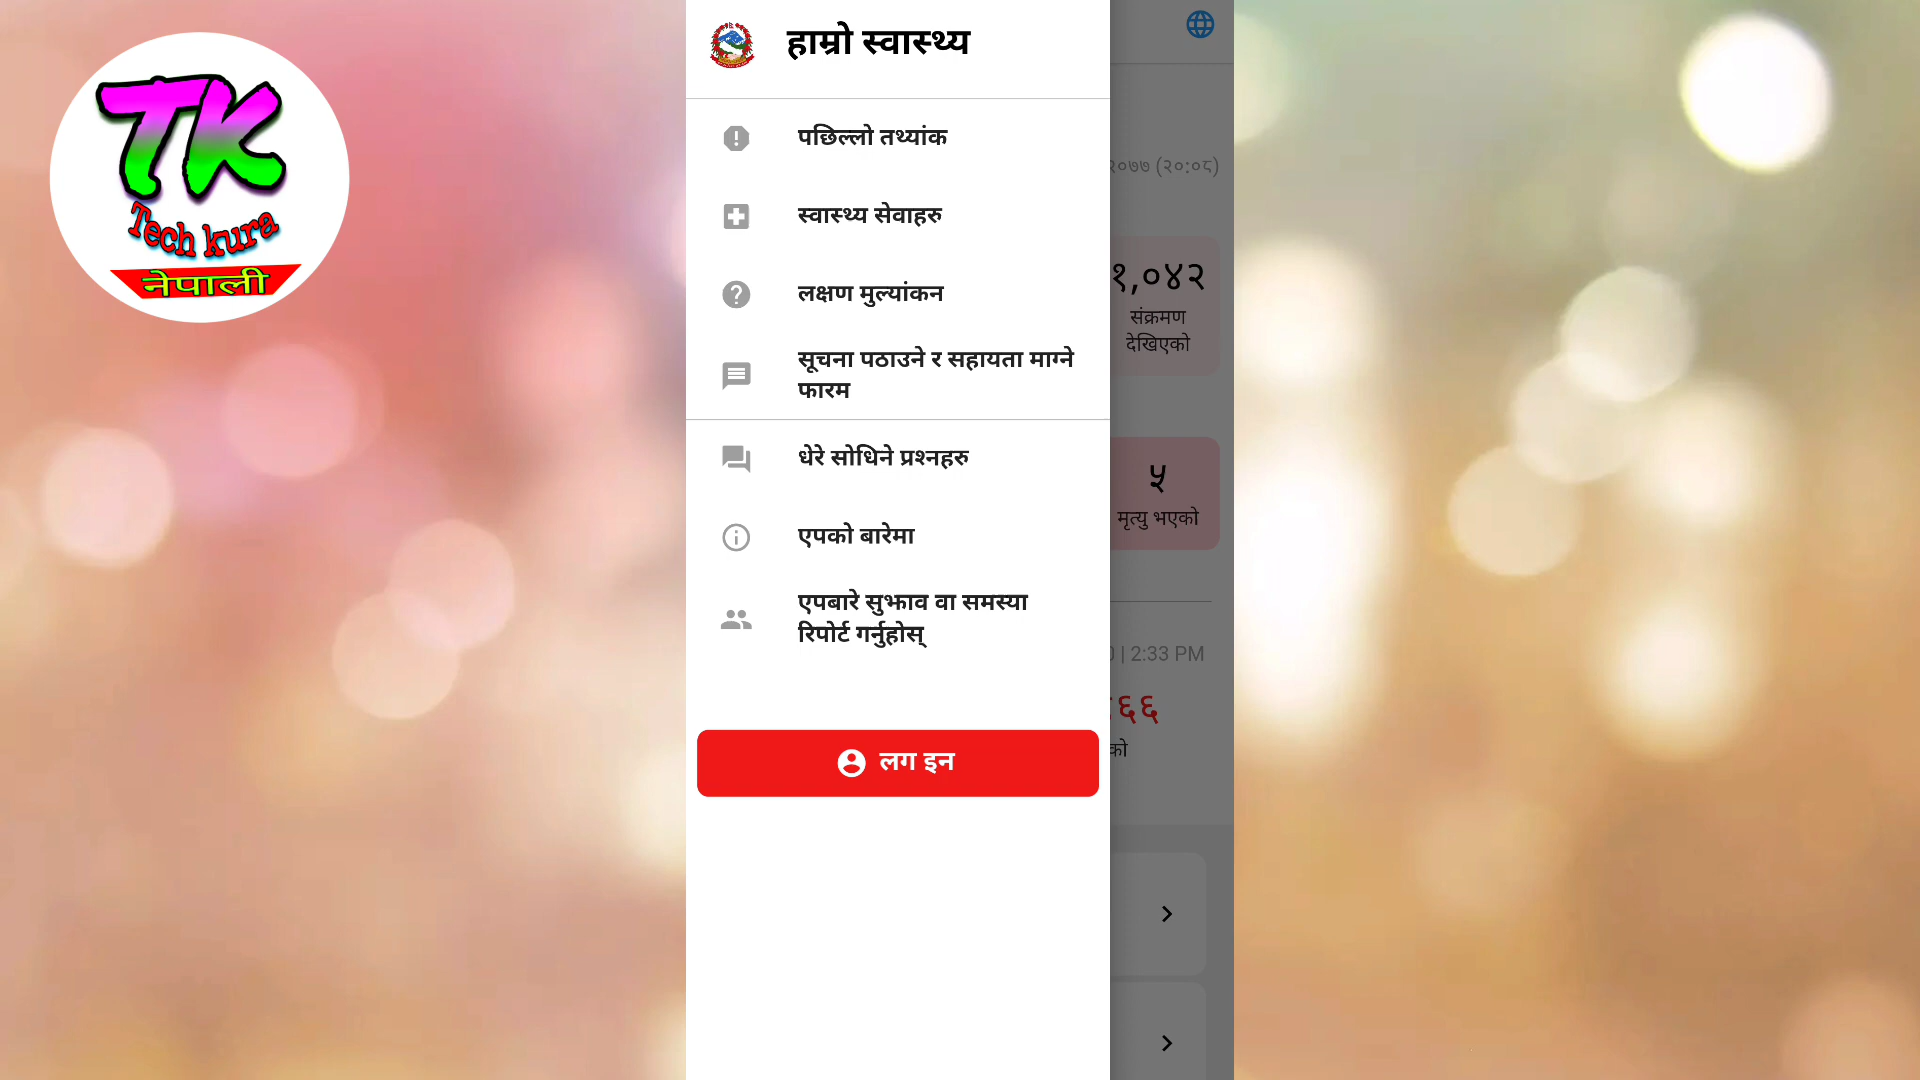 TK
Tech kura
नेपाली
हाम्रो स्वास्थ्य
पछिल्लो तथ्यांक
स्वास्थ्य सेवाहरु
लक्षण मुल्यांकन
सूचना पठाउने र सहायता माग्ने
फारम
धेरे सोधिने प्रश्नहरु
एपको बारेमा
एपबारे सुझाव वा समस्या
रिपोर्ट गर्नुहोस्
लग इन
२०७७ (२०:०८)
१,०४२
संक्रमण
देखिएको
५
मृत्यु भएको
| 2:33 PM
६६
को